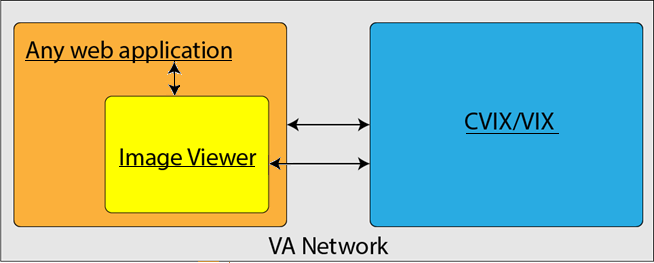 Any web application
Image Viewer
CVIX/VIX
VA Network